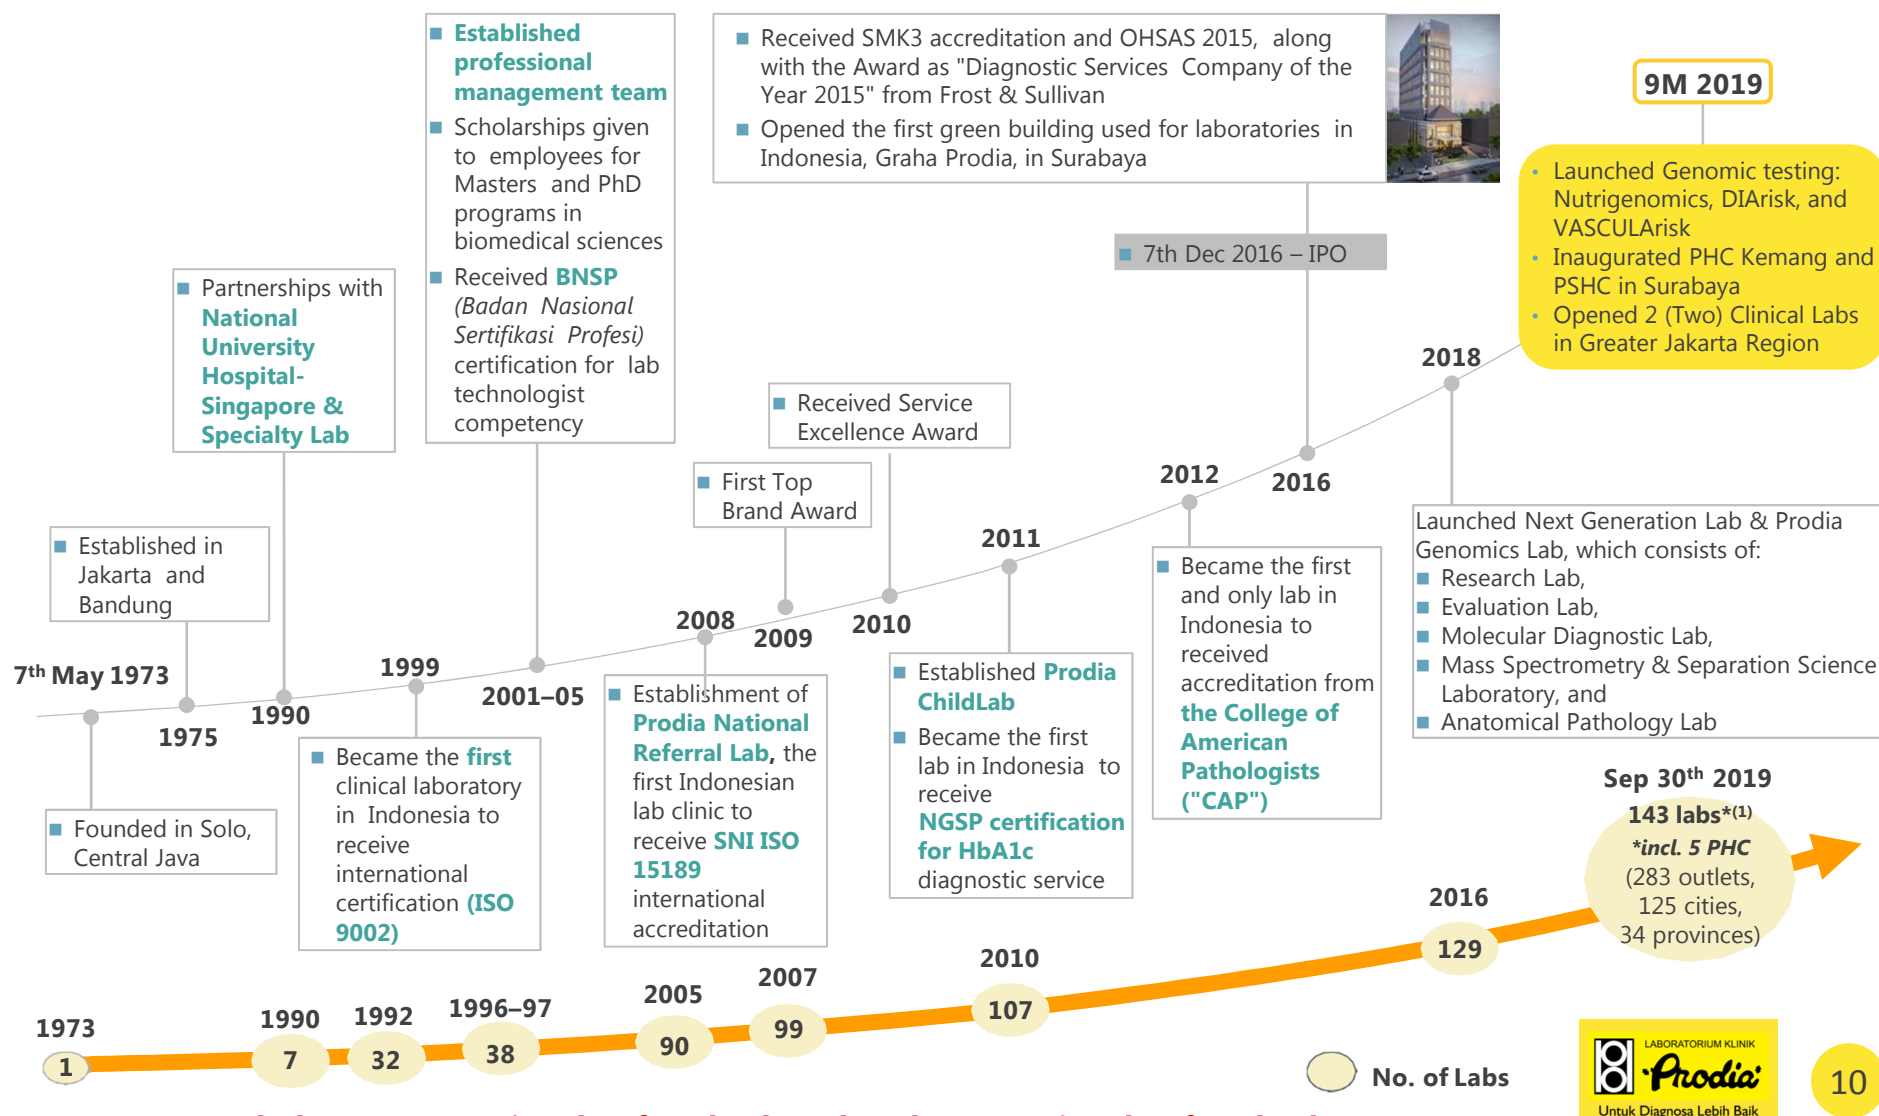 ■ Established
professional
management team
■ Scholarships given
to employees for
Masters and PhD
programs in
biomedical sciences
■ Received BNSP
(Badan Nasional
Sertifikasi Profesi)
certification for lab
technologist
competency
■ Received SMK3 accreditation and OHSAS 2015, along
with the Award as "Diagnostic Services Company of the
Year 2015" from Frost & Sullivan
■ Opened the first green building used for laboratories in
Indonesia, Graha Prodia, in Surabaya
9M 2019
• Launched Genomic testing:
Nutrigenomics, DIArisk, and
VASCULArisk
• Inaugurated PHC Kemang and
PSHC in Surabaya
• Opened 2 (Two) Clinical Labs
in Greater Jakarta Region
■ 7th Dec 2016 – IPO
■ Partnerships with
National
University
Hospital-
Singapore &
Specialty Lab
■ Received Service
Excellence Award
■ First Top
Brand Award
■ Established in
Jakarta and
Bandung
7th May 1973
1975
1990
1999
2001–05
2008
2009
2010
2011
2012
2016
2018
■ Founded in Solo,
Central Java
■ Became the first
clinical laboratory
in Indonesia to
receive
international
certification (ISO
9002)
■ Establishment of
Prodia National
Referral Lab, the
first Indonesian
lab clinic to
receive SNI ISO
15189
international
accreditation
■ Established Prodia
ChildLab
■ Became the first
lab in Indonesia to
receive
NGSP certification
for HbA1c
diagnostic service
■ Became the first
and only lab in
Indonesia to
received
accreditation from
the College of
American
Pathologists
("CAP")
Launched Next Generation Lab & Prodia
Genomics Lab, which consists of:
■ Research Lab,
■ Evaluation Lab,
■ Molecular Diagnostic Lab,
■ Mass Spectrometry & Separation Science
Laboratory, and
■ Anatomical Pathology Lab
Sep 30th 2019
143 labs*(1)
*incl. 5 PHC
(283 outlets,
125 cities,
34 provinces)
1973
1
1990
7
1992
32
1996–97
38
2005
90
2007
99
2010
107
2016
129
No. of Labs
LABORATORIUM KLINIK
Prodia
Untuk Diagnosa Lebih Baik
10